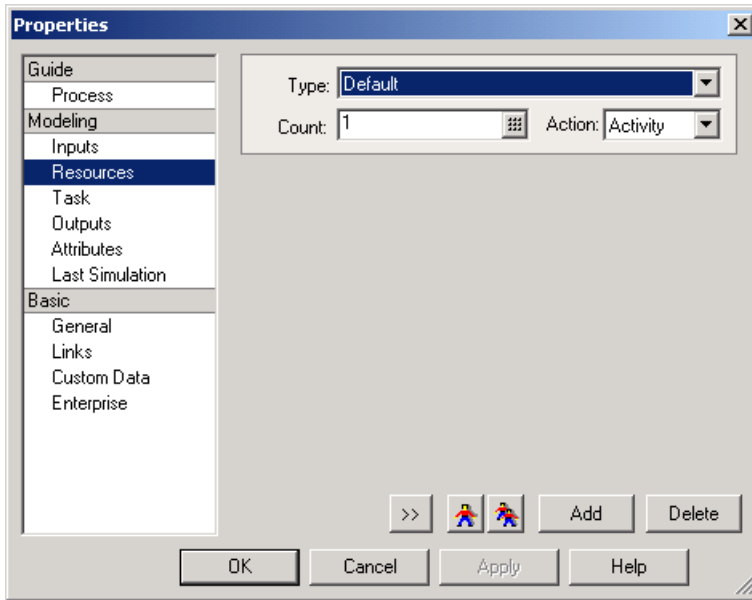 Properties
Guide
Process
Modeling
Inputs
Resources
Task
Outputs
Attributes
Last Simulation
Basic
General
Links
Custom Data
Enterprise
Type: Default
Count: 1 Action: Activity
>> Add Delete
OK Cancel Apply Help